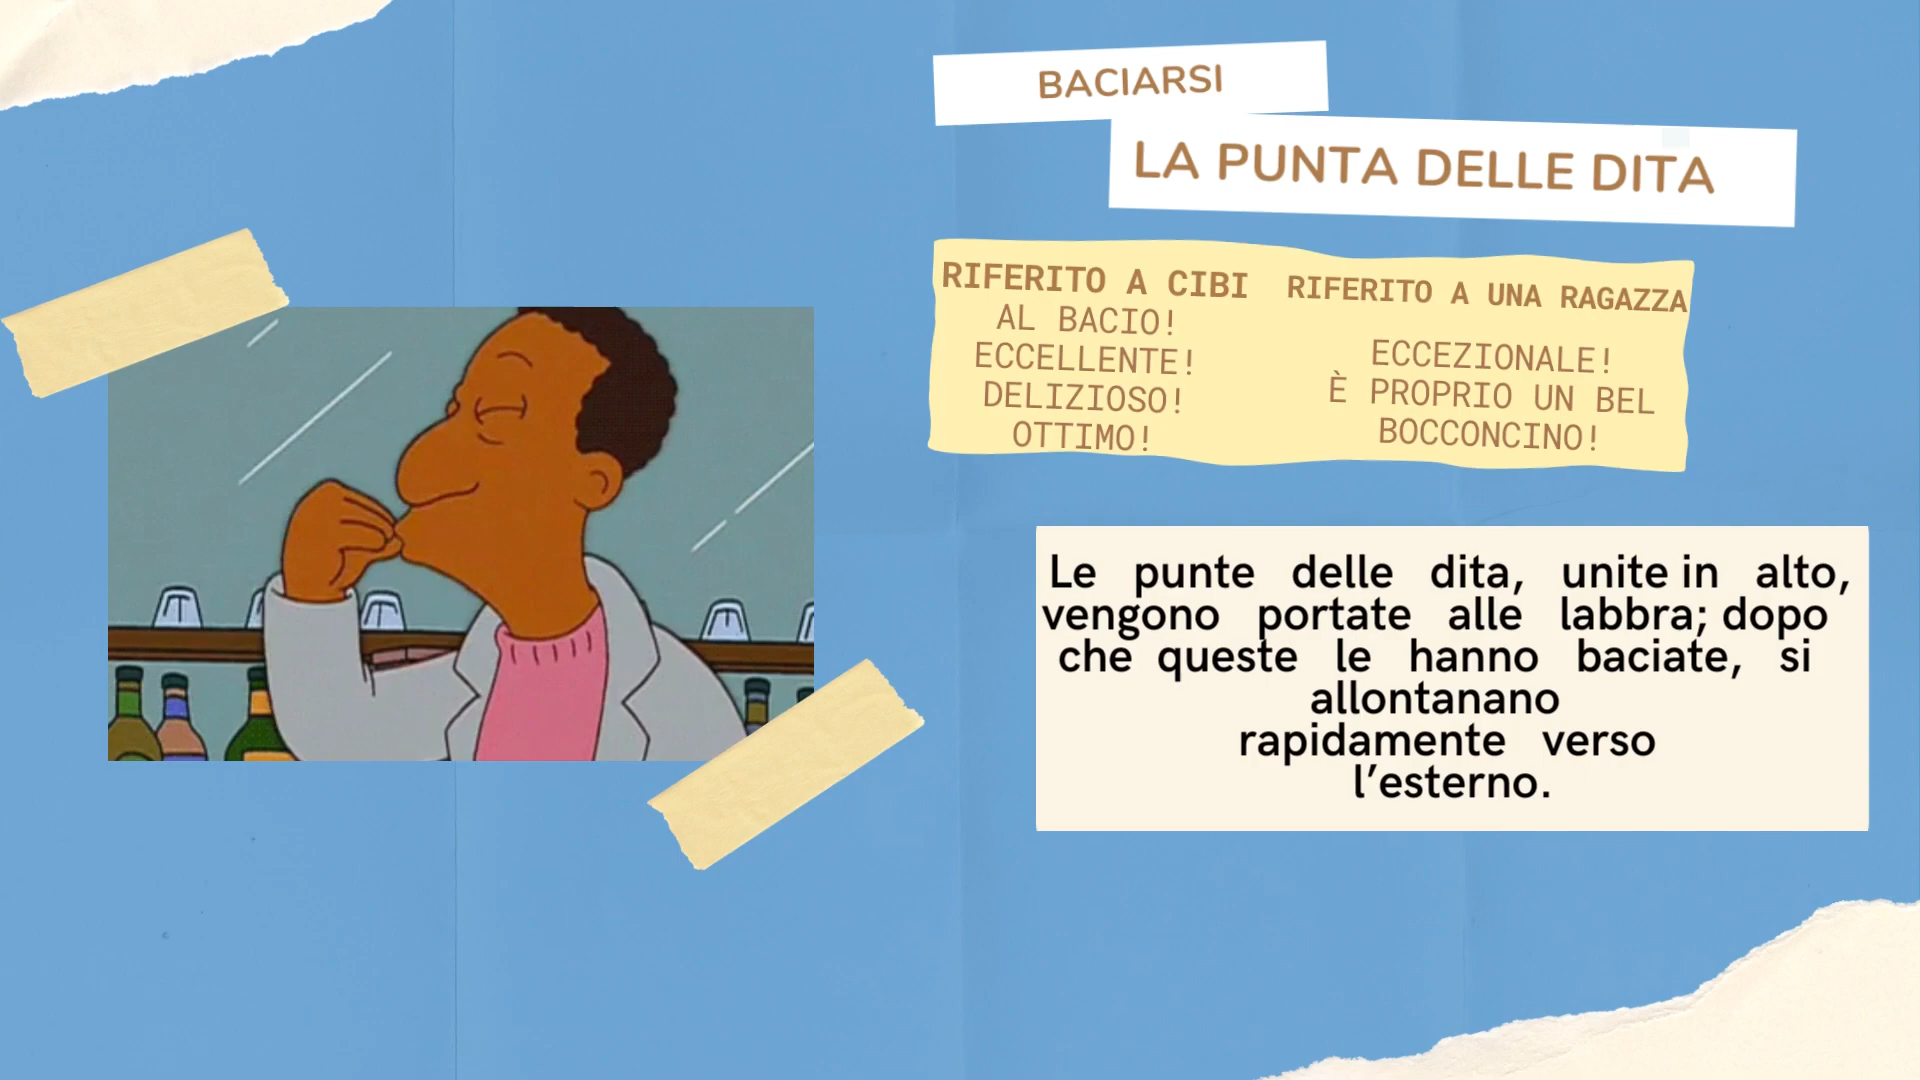 BACIARSI
LA PUNTA DELLE DITA
RIFERITO A CIBI
AL BACIO!
ECCELLENTE!
DELIZIOSO!
OTTIMO!
RIFERITO A UNA RAGAZZA
ECCEZIONALE!
È PROPRIO UN BEL
BOCCONCINO!
Le punte delle dita, unite in alto,
vengono portate alle labbra; dopo
che queste le hanno baciate, si
allontanano
rapidamente verso
l’esterno.